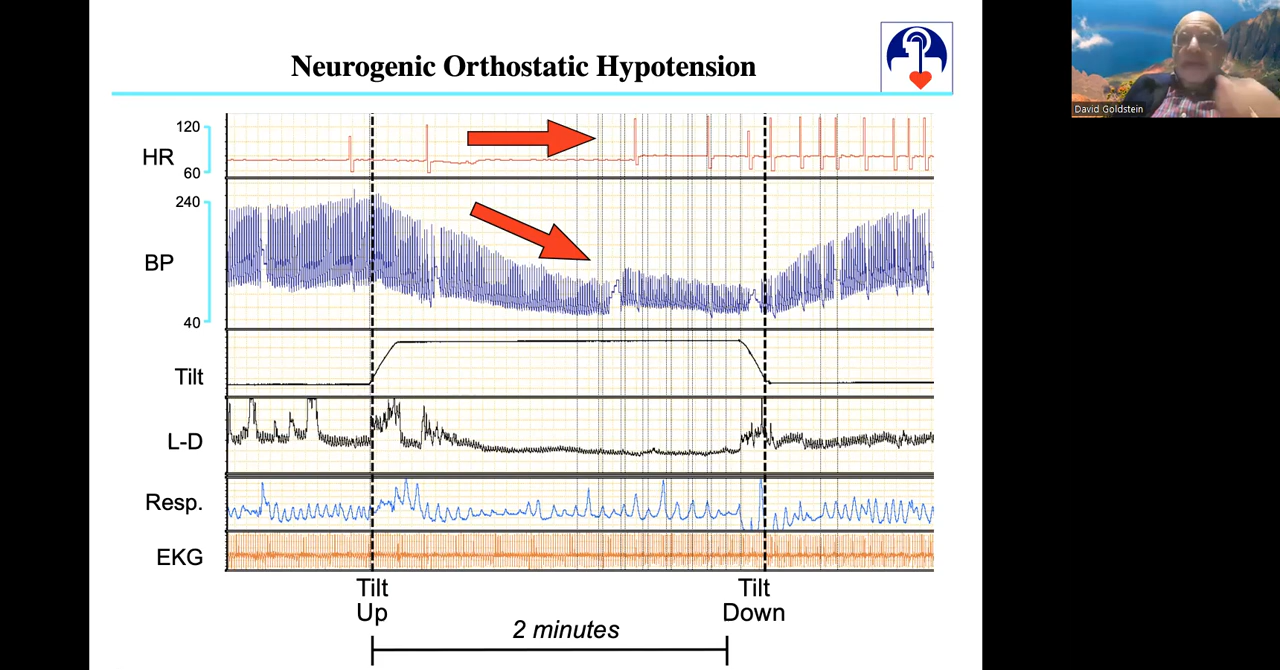 Neurogenic Orthostatic Hypotension
David Goldstein
120
HR
60
240
BP
40
Tilt
L-D
Resp.
EKG
Tilt
Up
Tilt
Down
2 minutes